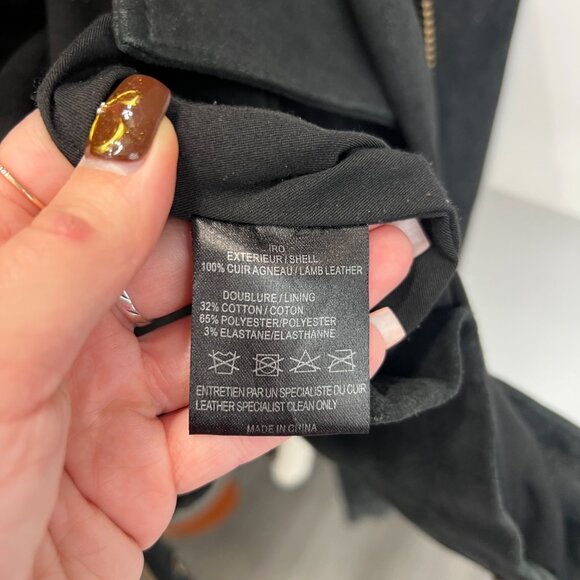 IRO
EXTERIEUR / SHELL
100% CUIR AGNEAU / LAMB LEATHER
DOUBLURE / LINING
32% COTTON / COTON
65% POLYESTER/POLYESTER
3% ELASTANE/ELASTHANNE
ENTRETIEN PAR UN SPECIALISTE DU CUIR
LEATHER SPECIALIST CLEAN ONLY
MADE IN CHINA